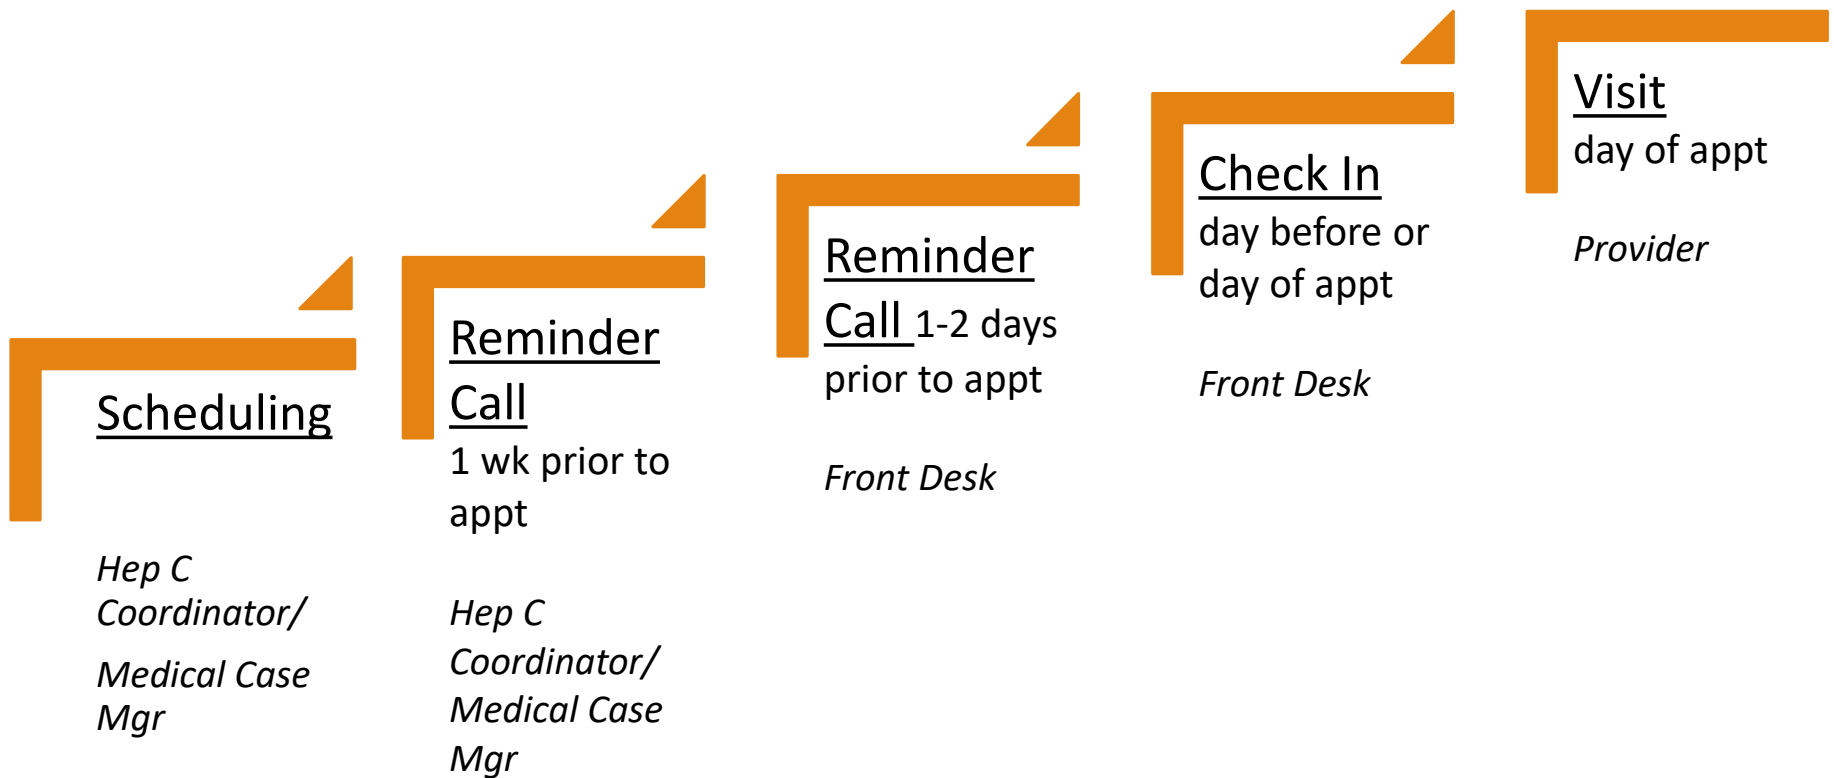 Scheduling
Hep C
Coordinator/
Medical Case
Mgr
Reminder
Call
1 wk prior to
appt
Hep C
Coordinator/
Medical Case
Mgr
Reminder
Call 1-2 days
prior to appt
Front Desk
Check In
day before or
day of appt
Front Desk
Visit
day of appt
Provider